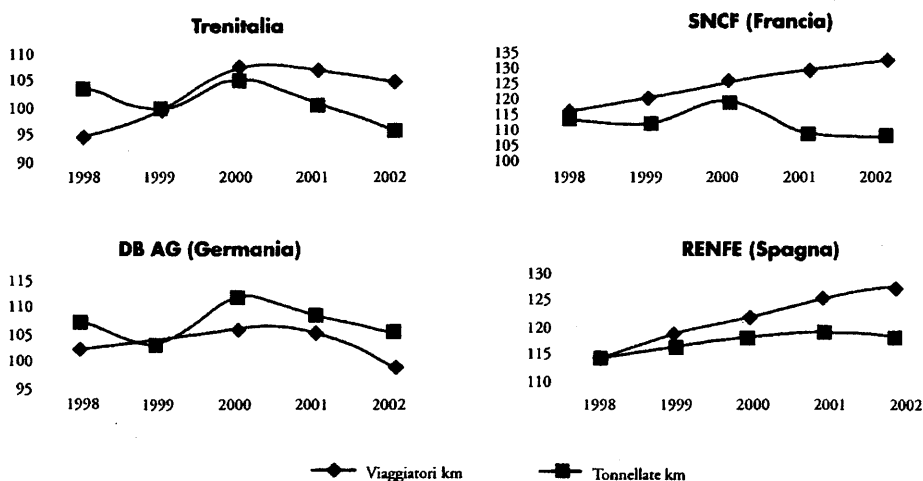 Trenitalia
110
105
100
95
90
1998 1999 2000 2001 2002
SNCF (Francia)
135
130
125
120
115
110
105
100
1998 1999 2000 2001 2002
DB AG (Germania)
115
110
105
100
95
1998 1999 2000 2001 2002
RENFE (Spagna)
130
125
120
115
110
1998 1999 2000 2001 2002
Viaggiatori km Tonnellate km